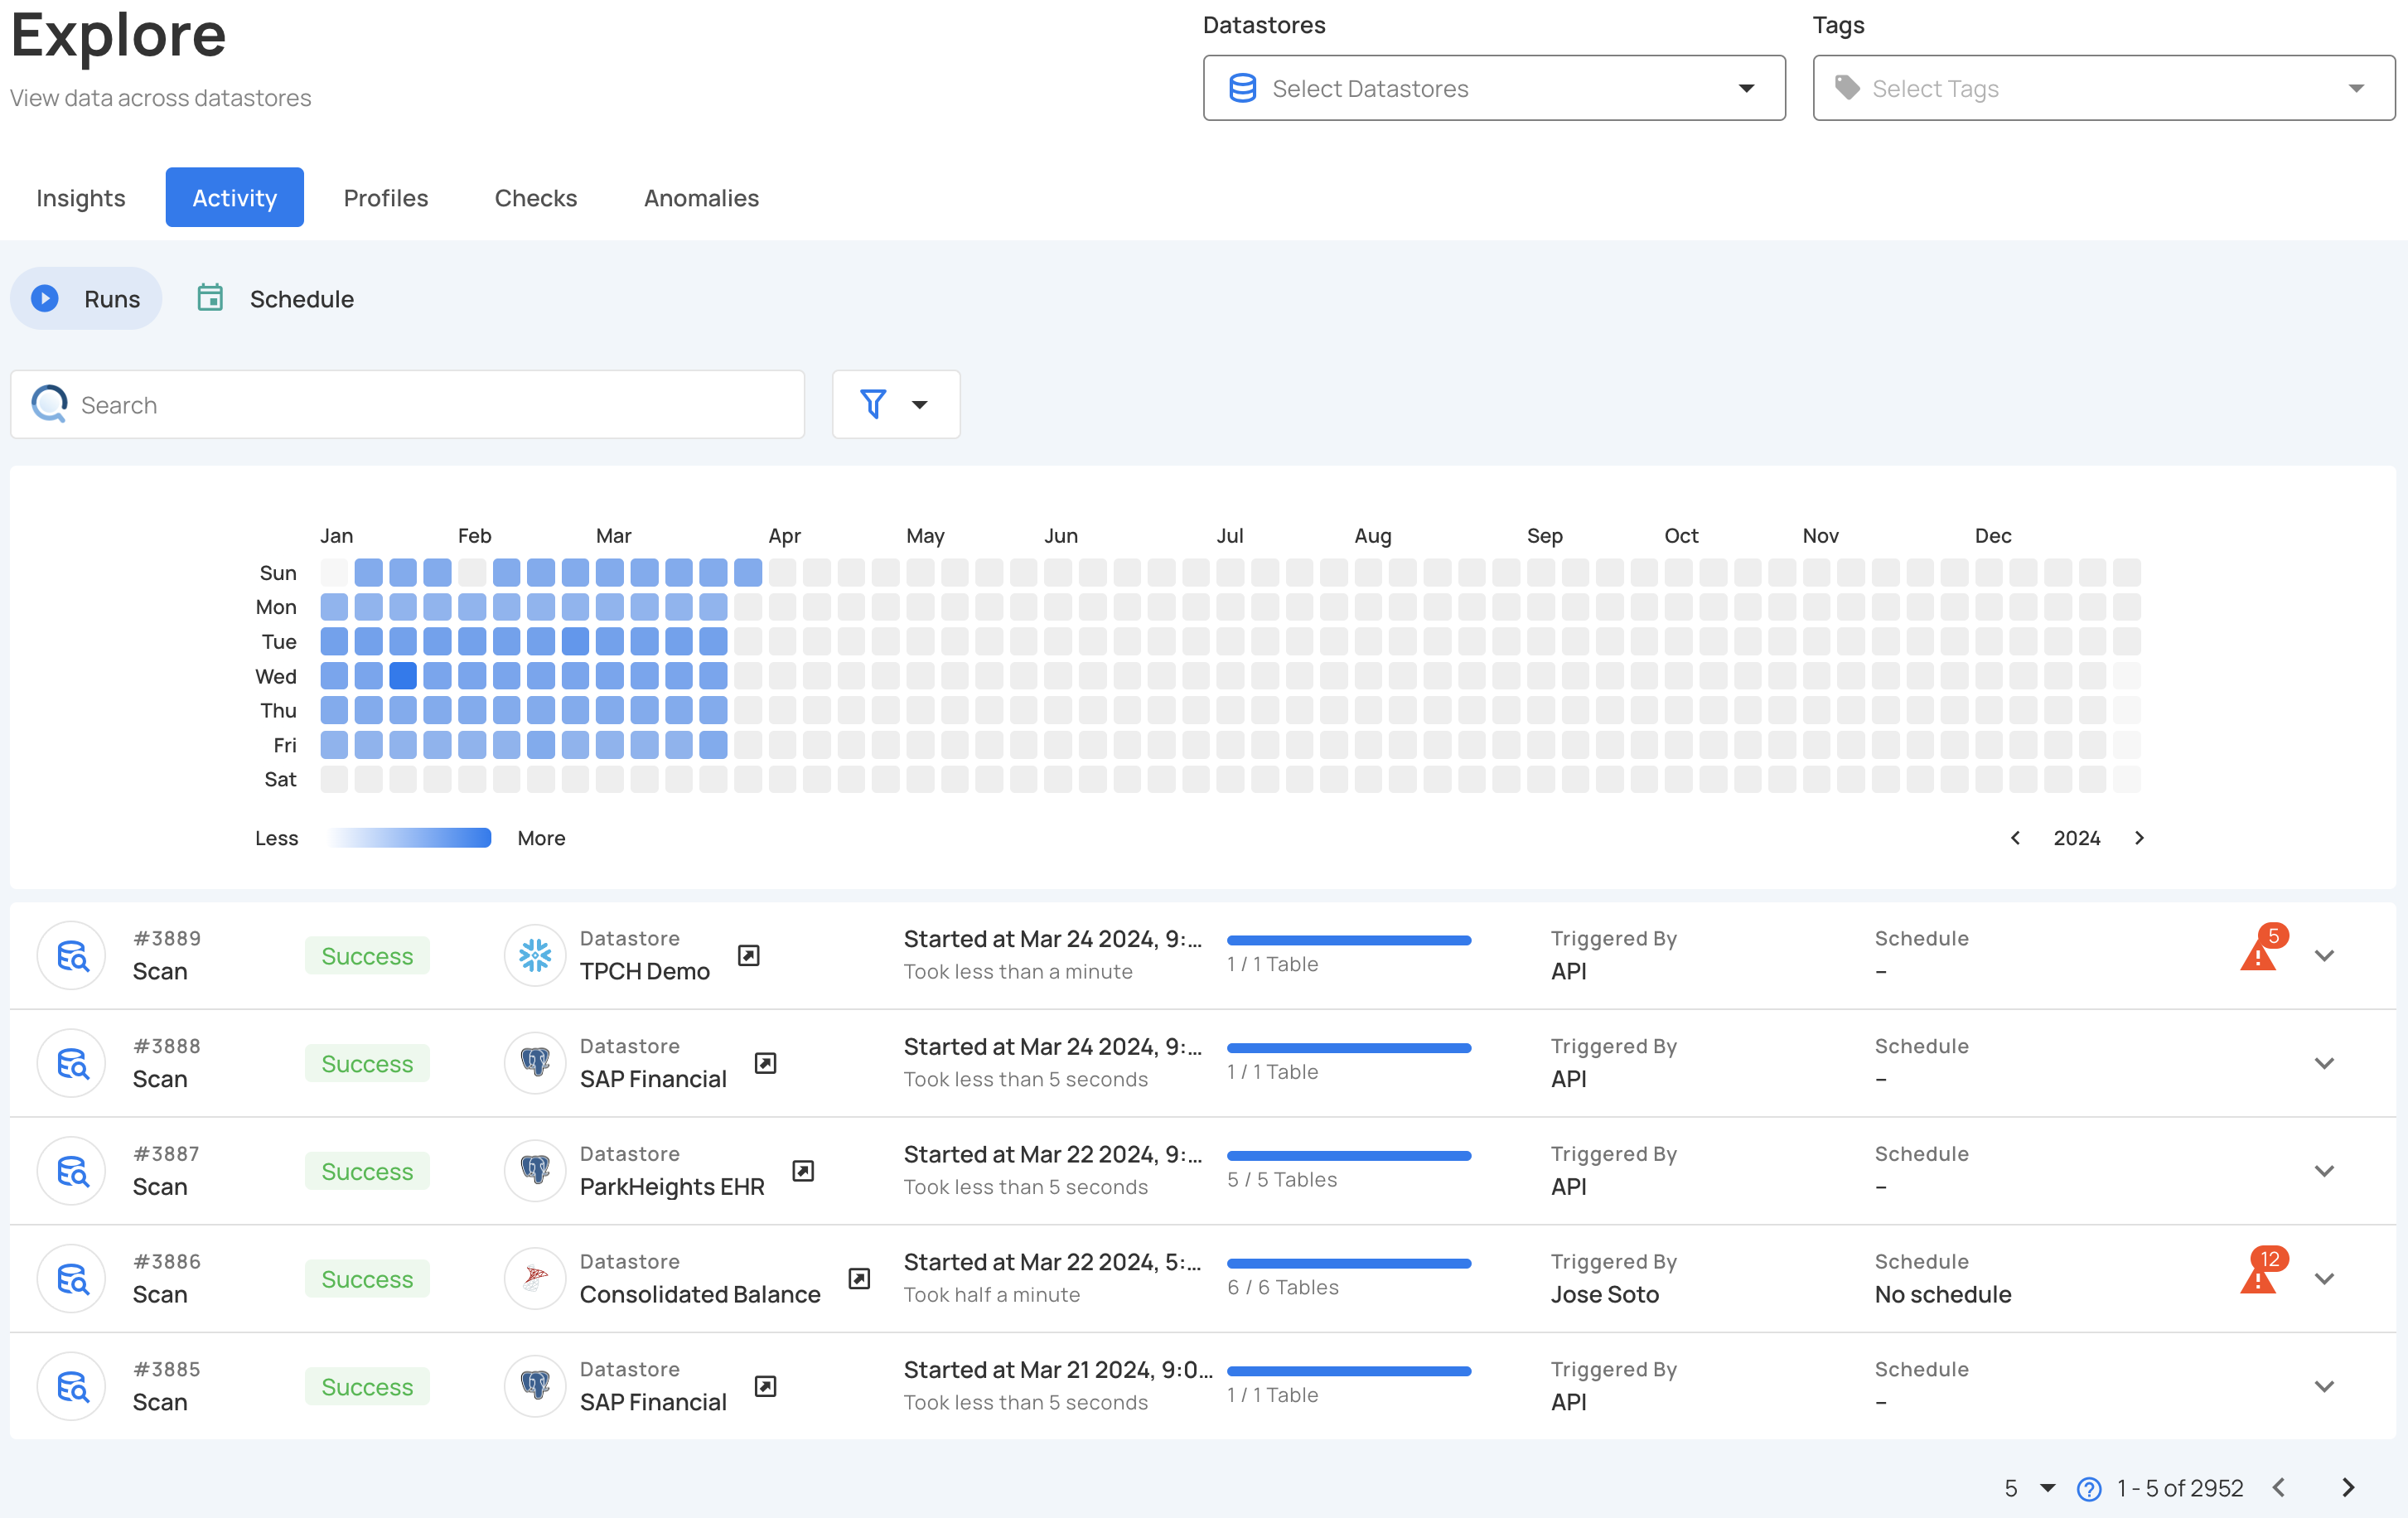 Explore
View data across datastores
Datastores
Select Datastores
Tags
Select Tags
Insights Activity Profiles Checks Anomalies
Runs Schedule
Search
Jan Feb Mar Apr May Jun Jul Aug Sep Oct Nov Dec
Sun
Mon
Tue
Wed
Thu
Fri
Sat
Less More
2024
#3889 Datastore Started at Mar 24 2024, 9:... Triggered By Schedule 5
Scan Success TPCH Demo Took less than a minute 1 / 1 Table API –
#3888 Datastore Started at Mar 24 2024, 9:... Triggered By Schedule
Scan Success SAP Financial Took less than 5 seconds 1 / 1 Table API –
#3887 Datastore Started at Mar 22 2024, 9:... Triggered By Schedule
Scan Success ParkHeights EHR Took less than 5 seconds 5 / 5 Tables API –
#3886 Datastore Started at Mar 22 2024, 5:... Triggered By Schedule 12
Scan Success Consolidated Balance Took half a minute 6 / 6 Tables Jose Soto No schedule
#3885 Datastore Started at Mar 21 2024, 9:0... Triggered By Schedule
Scan Success SAP Financial Took less than 5 seconds 1 / 1 Table API –
5 ? 1 - 5 of 2952